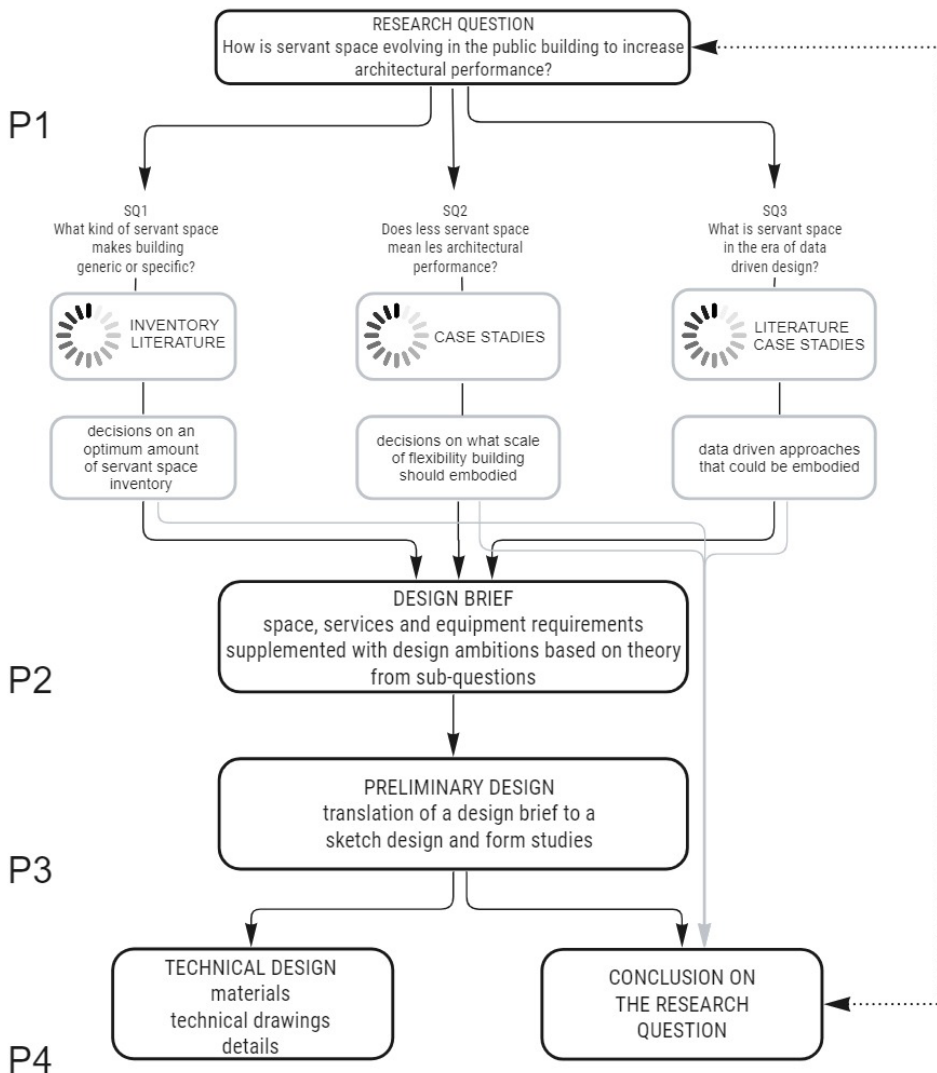 RESEARCH QUESTION
How is servant space evolving in the public building to increase
architectural performance?
P1
SQ1
What kind of servant space
makes building
generic or specific?
SQ2
Does less servant space
mean les architectural
performance?
SQ3
What is servant space
in the era of data
driven design?
INVENTORY
LITERATURE
CASE STADIES
LITERATURE
CASE STADIES
decisions on an
optimum amount
of servant space
inventory
decisions on what scale
of flexibility building
should embodied
data driven approaches
that could be embodied
DESIGN BRIEF
space, services and equipment requirements
supplemented with design ambitions based on theory
from sub-questions
P2
PRELIMINARY DESIGN
translation of a design brief to a
sketch design and form studies
P3
TECHNICAL DESIGN
materials
technical drawings
details
CONCLUSION ON
THE RESEARCH
QUESTION
P4